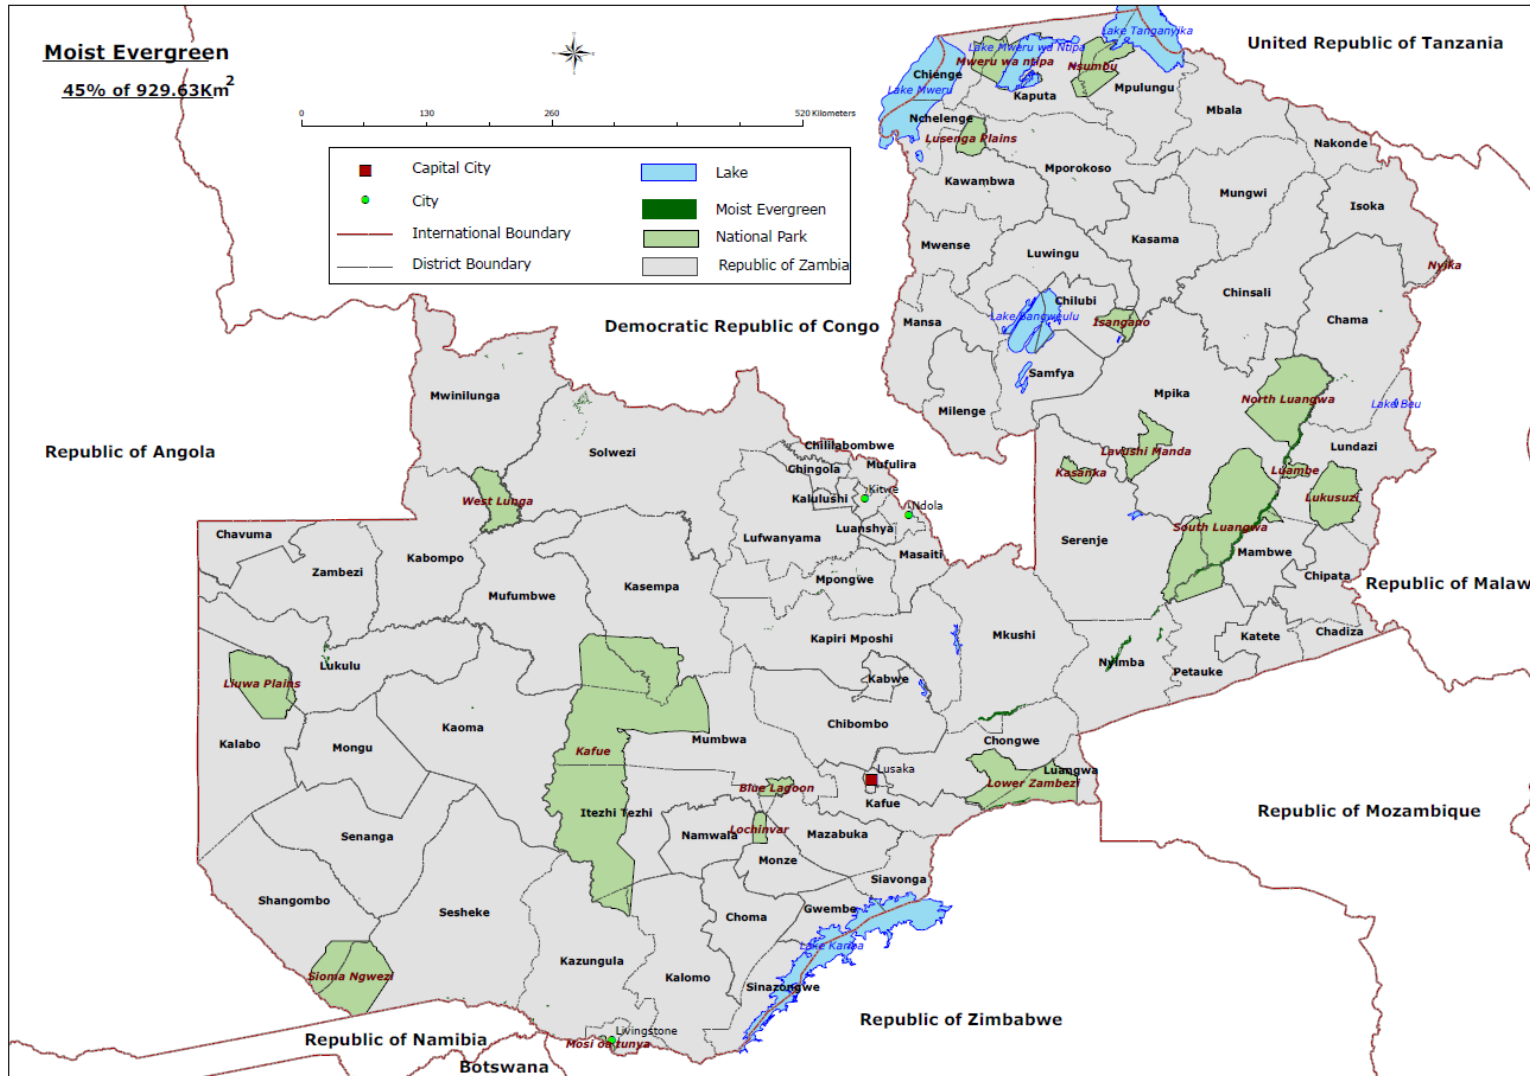 Moist Evergreen
45% of 929.63Km2
0 130 260 520 Kilometers
Capital City
City
International Boundary
District Boundary
Lake
Moist Evergreen
National Park
Republic of Zambia
United Republic of Tanzania
Democratic Republic of Congo
Republic of Angola
Republic of Malaw
Republic of Mozambique
Republic of Zimbabwe
Republic of Namibia
Botswana
Lake Tanganyika
Lake Mweru wa Ntipa
Mweru wa ntipa
Nsumbu
Chienge
Lake Mweru
Kaputa
Mpulungu
Mbala
Nchelenge
Lusenga Plains
Nakonde
Kawambwa
Mporokoso
Mungwi
Isoka
Mwense
Luwingu
Kasama
Nyika
Chilubi
Chinsali
Mansa
Lake Bangweulu
Isangano
Chama
Samfya
Mpika
North Luangwa
Lake Beu
Milenge
Mwinilunga
Solwezi
Chililabombwe
Chingola
Mufulira
Kasanka
Lavushi Manda
Lundazi
Luambe
Lukusuzi
West Lunga
Kalulushi
Kitwe
Ndola
Luanshya
Lufwanyama
Masaiti
Serenje
South Luangwa
Mambwe
Chipata
Chavuma
Zambezi
Kabompo
Mufumbwe
Kasempa
Mpongwe
Kapiri Mposhi
Mkushi
Nyimba
Katete
Chadiza
Petauke
Lukulu
Liuwa Plains
Kabwe
Kalabo
Mongu
Kaoma
Kafue
Mumbwa
Chibombo
Chongwe
Lusaka
Luangwa
Lower Zambezi
Blue Lagoon
Kafue
Itezhi Tezhi
Namwala
Lochinvar
Mazabuka
Monze
Senanga
Siavonga
Shangombo
Sesheke
Choma
Gwembe
Lake Kariba
Sioma Ngwezi
Kazungula
Kalomo
Sinazongwe
Livingstone
Mosi oa tunya